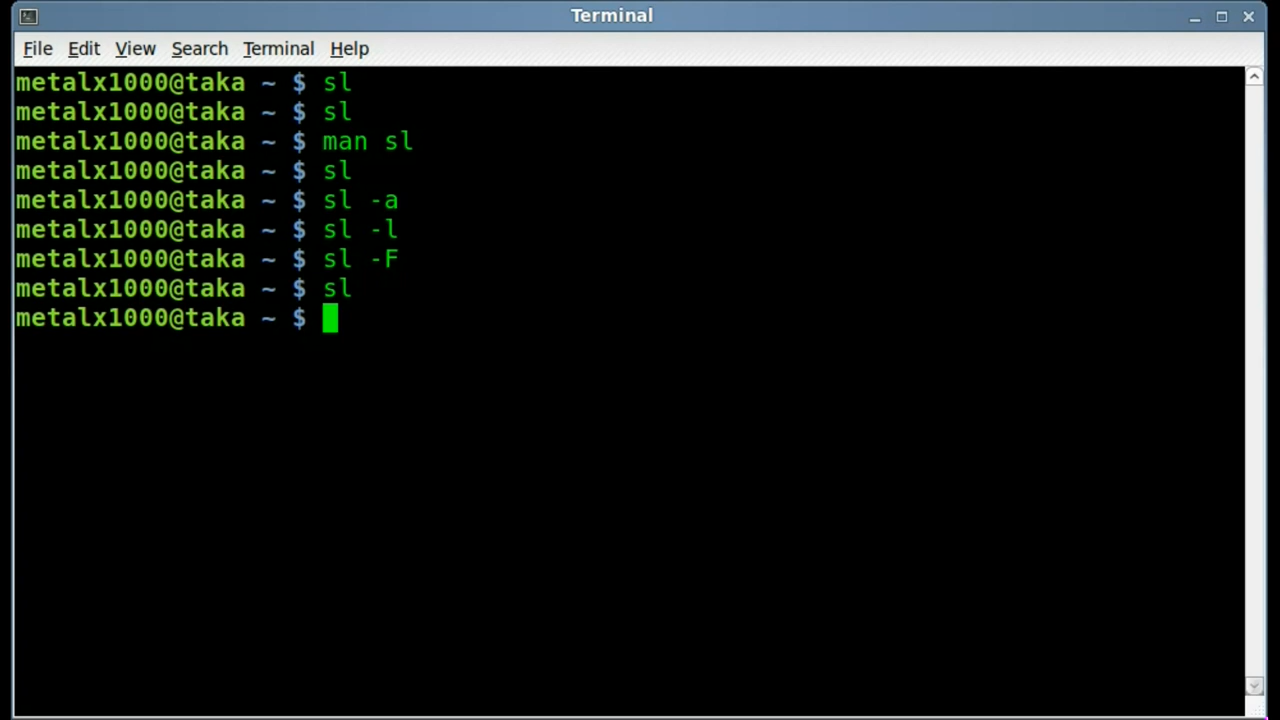 Terminal
File Edit View Search Terminal Help
metalx1000@taka ~ $ sl
metalx1000@taka ~ $ sl
metalx1000@taka ~ $ man sl
metalx1000@taka ~ $ sl
metalx1000@taka ~ $ sl -a
metalx1000@taka ~ $ sl -l
metalx1000@taka ~ $ sl -F
metalx1000@taka ~ $ sl
metalx1000@taka ~ $